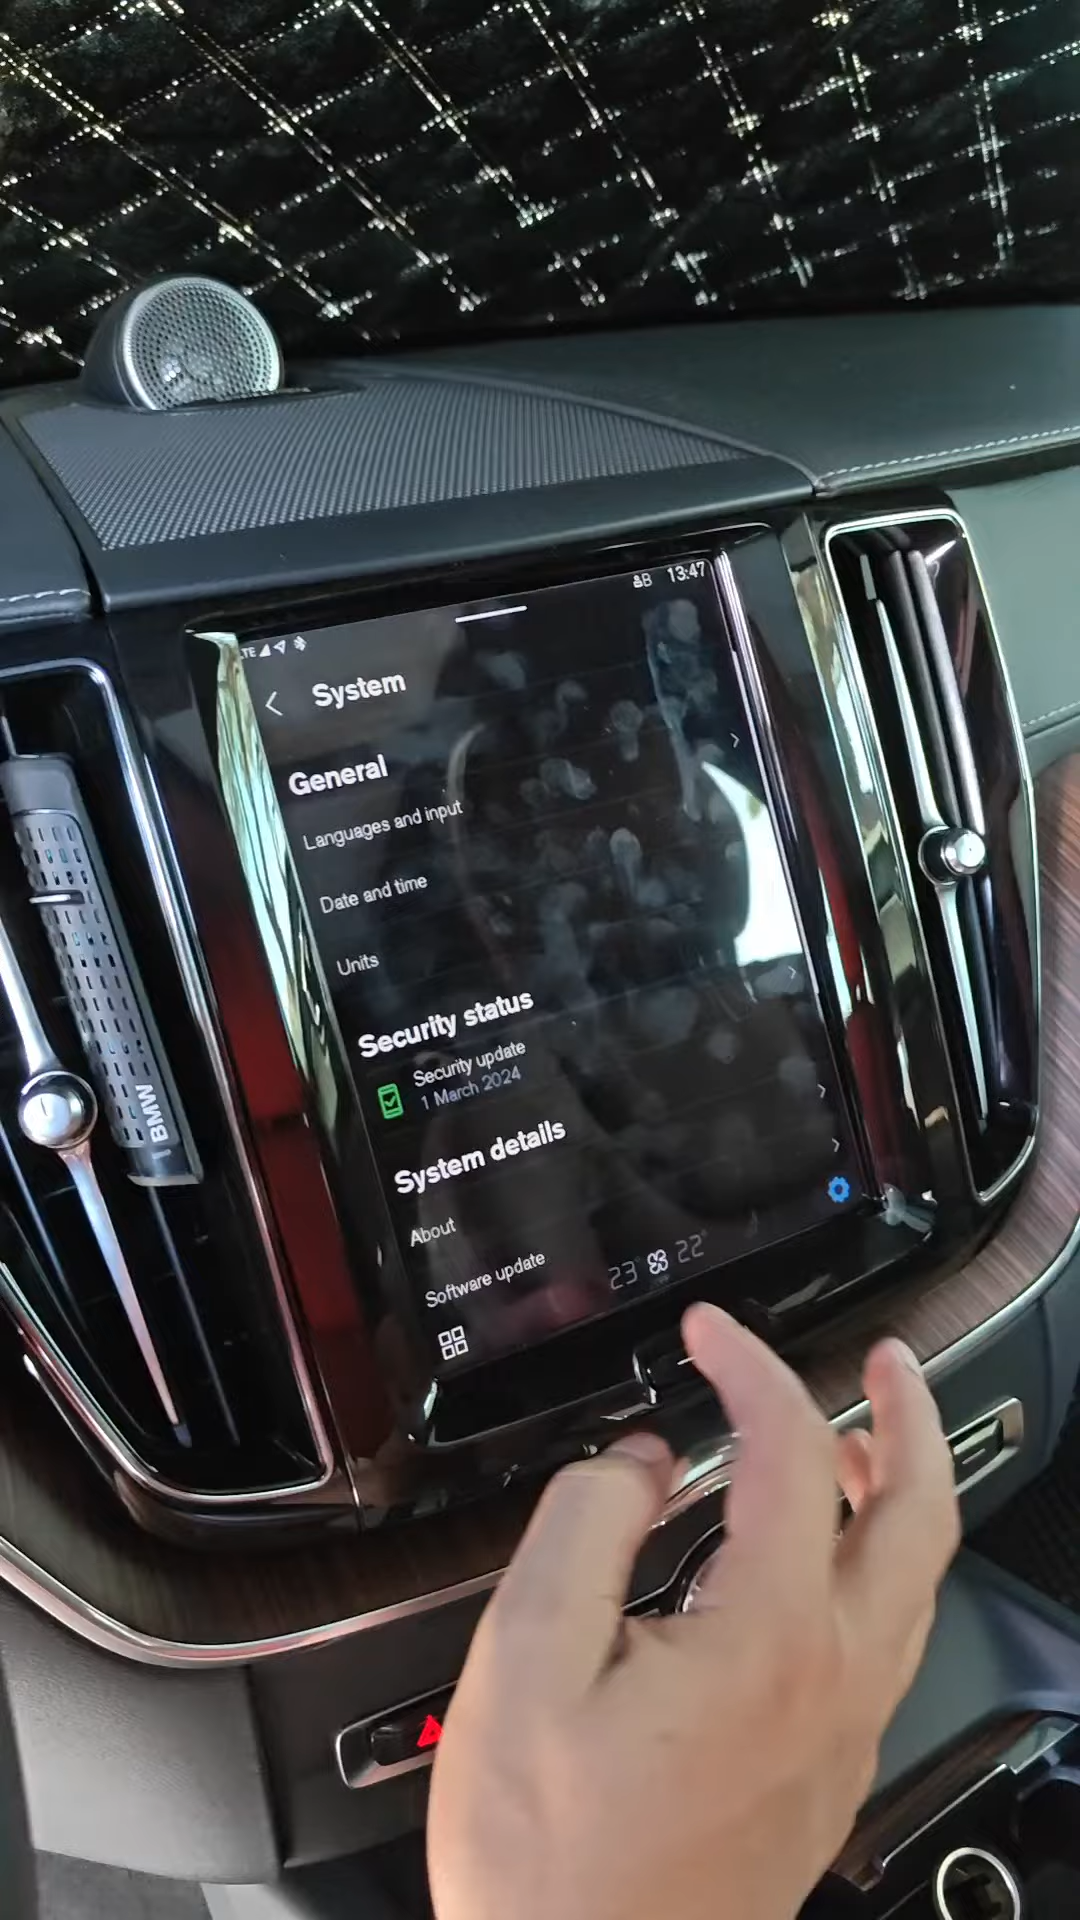 LTE
B 13:47
System
General
Languages and input
Date and time
Units
Security status
Security update
1 March 2024
System details
About
Software update
23° 22°
BMW